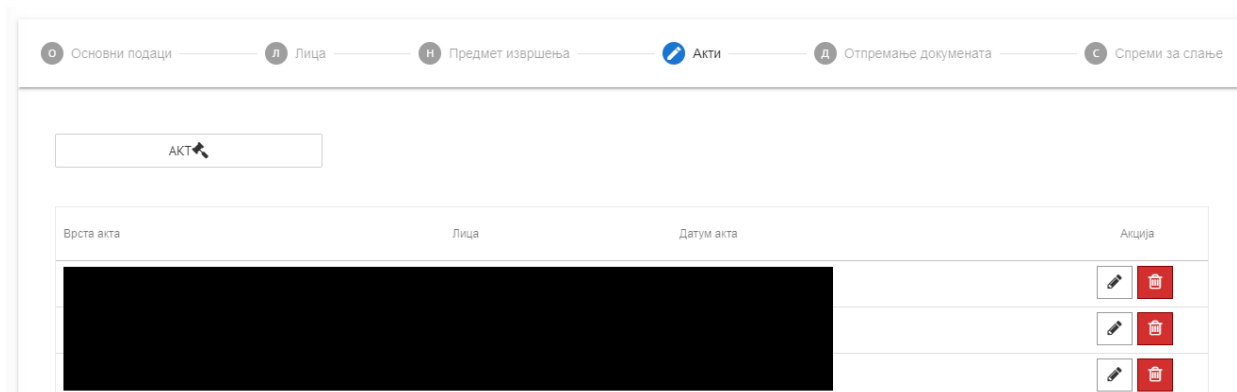 О Основни подаци Л Лица Н Предмет извршења Акти Д Отпремање докумената С Спреми за слање
АКТ
Врста акта Лица Датум акта Акција